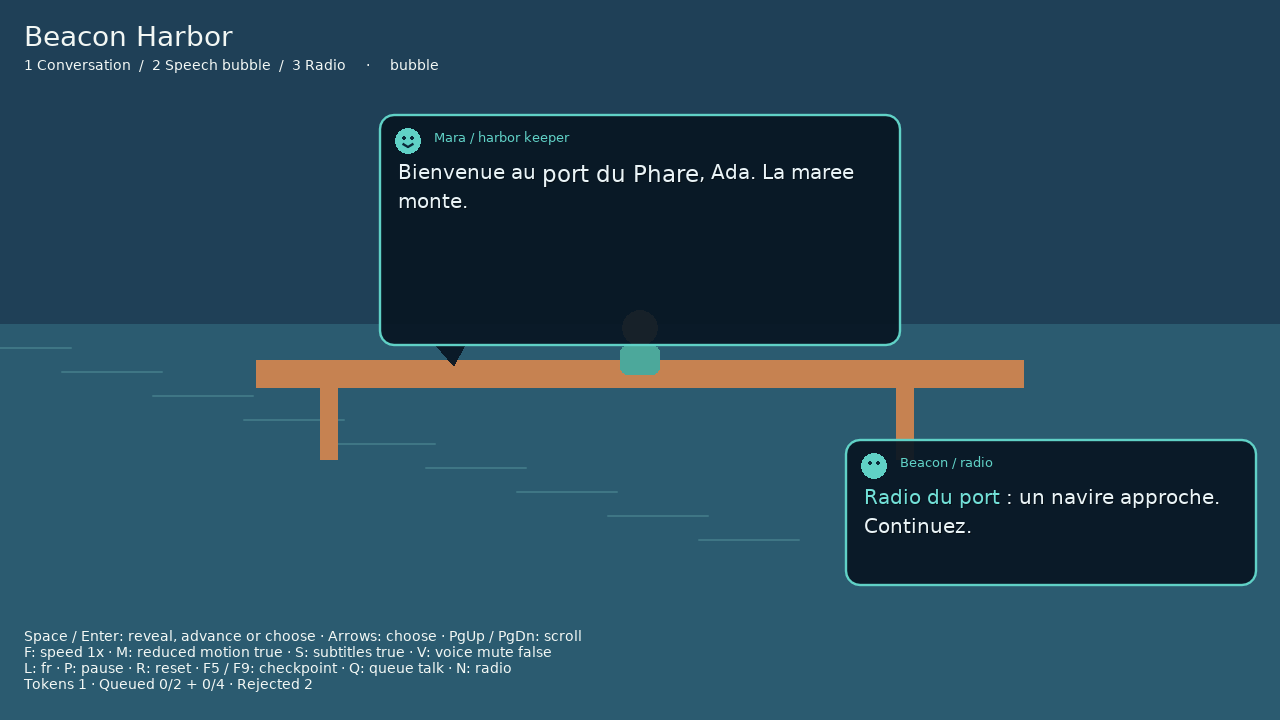 Beacon Harbor
1 Conversation / 2 Speech bubble / 3 Radio · bubble
Mara / harbor keeper
Bienvenue au port du Phare, Ada. La maree
monte.
Beacon / radio
Radio du port : un navire approche.
Continuez.
Space / Enter: reveal, advance or choose · Arrows: choose · PgUp / PgDn: scroll
F: speed 1x · M: reduced motion true · S: subtitles true · V: voice mute false
L: fr · P: pause · R: reset · F5 / F9: checkpoint · Q: queue talk · N: radio
Tokens 1 · Queued 0/2 + 0/4 · Rejected 2